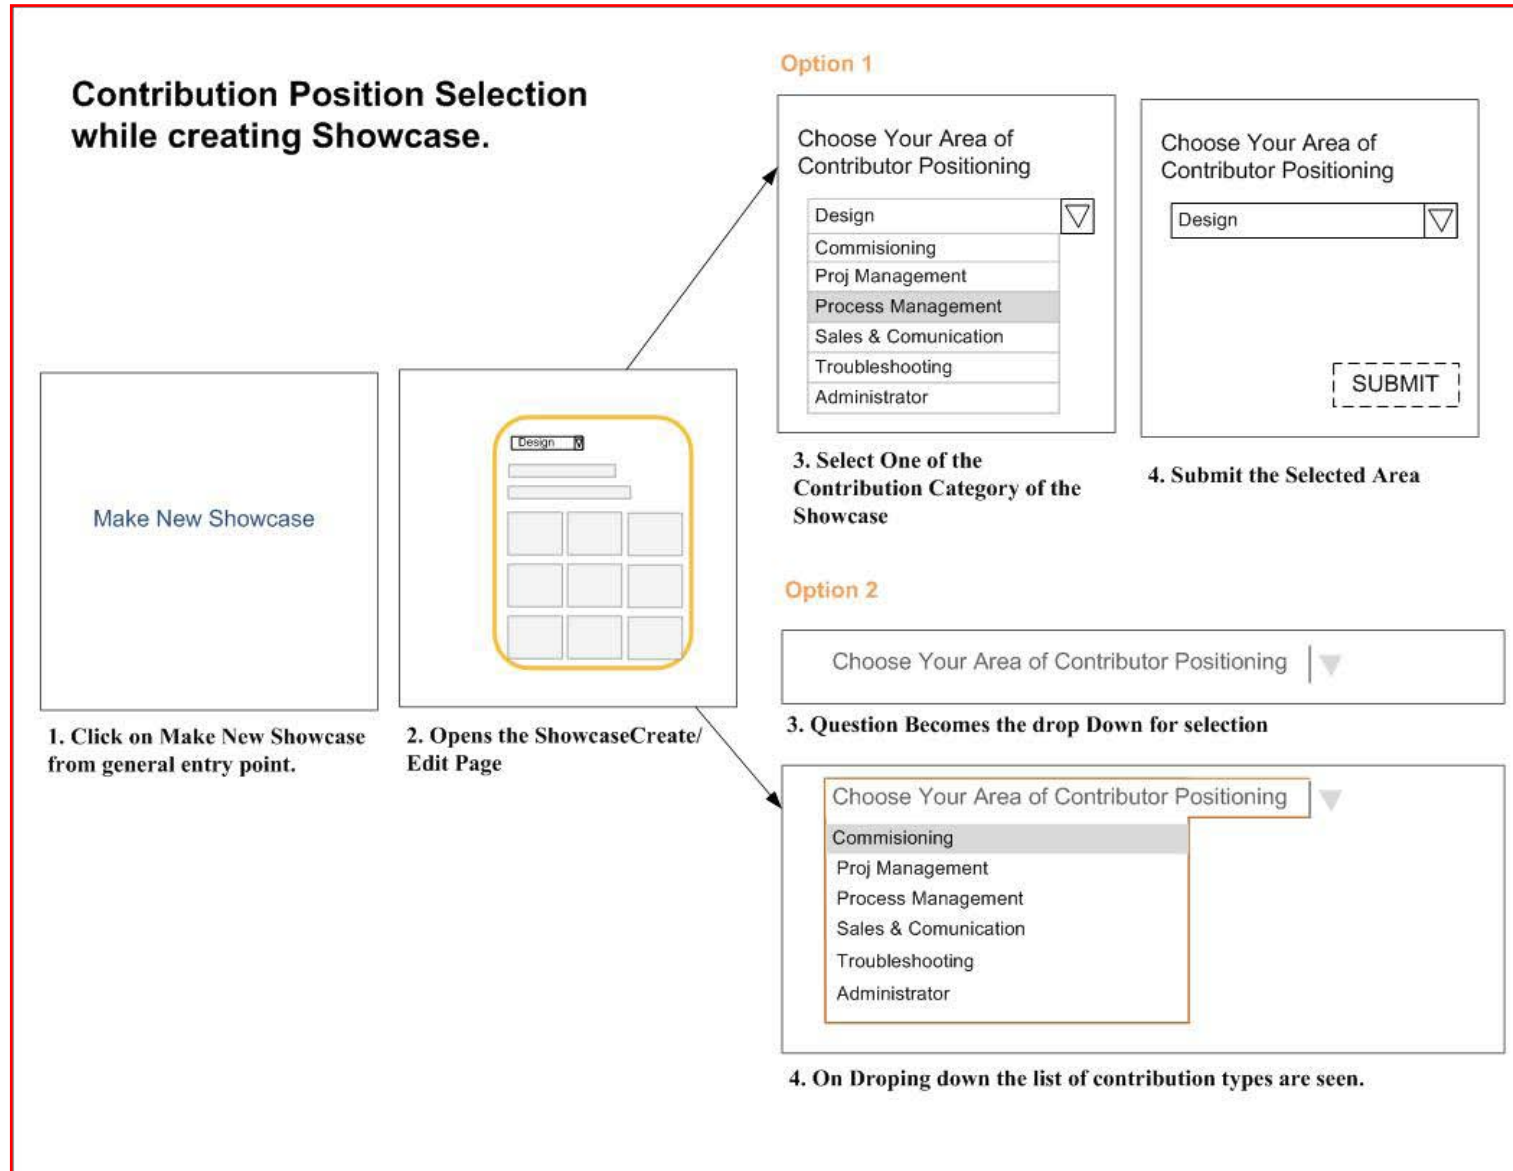 Contribution Position Selection
while creating Showcase.
Make New Showcase
1. Click on Make New Showcase
from general entry point.
Design
2. Opens the ShowcaseCreate/
Edit Page
Option 1
Choose Your Area of
Contributor Positioning
Design
Commisioning
Proj Management
Process Management
Sales & Comunication
Troubleshooting
Administrator
3. Select One of the
Contribution Category of the
Showcase
Choose Your Area of
Contributor Positioning
Design
SUBMIT
4. Submit the Selected Area
Option 2
Choose Your Area of Contributor Positioning
3. Question Becomes the drop Down for selection
Choose Your Area of Contributor Positioning
Commisioning
Proj Management
Process Management
Sales & Comunication
Troubleshooting
Administrator
4. On Droping down the list of contribution types are seen.